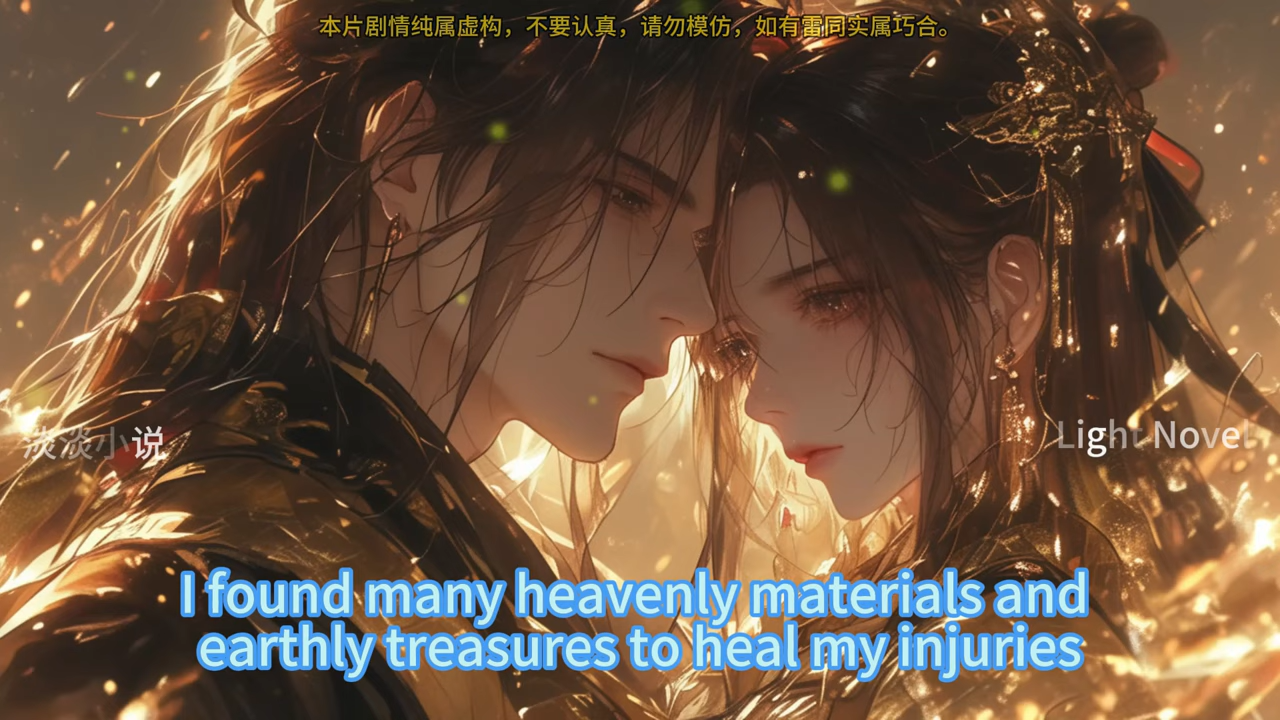 本片剧情纯属虚构，不要认真，请勿模仿，如有雷同实属巧合。
淡淡小说
Light Novel
I found many heavenly materials and
earthly treasures to heal my injuries